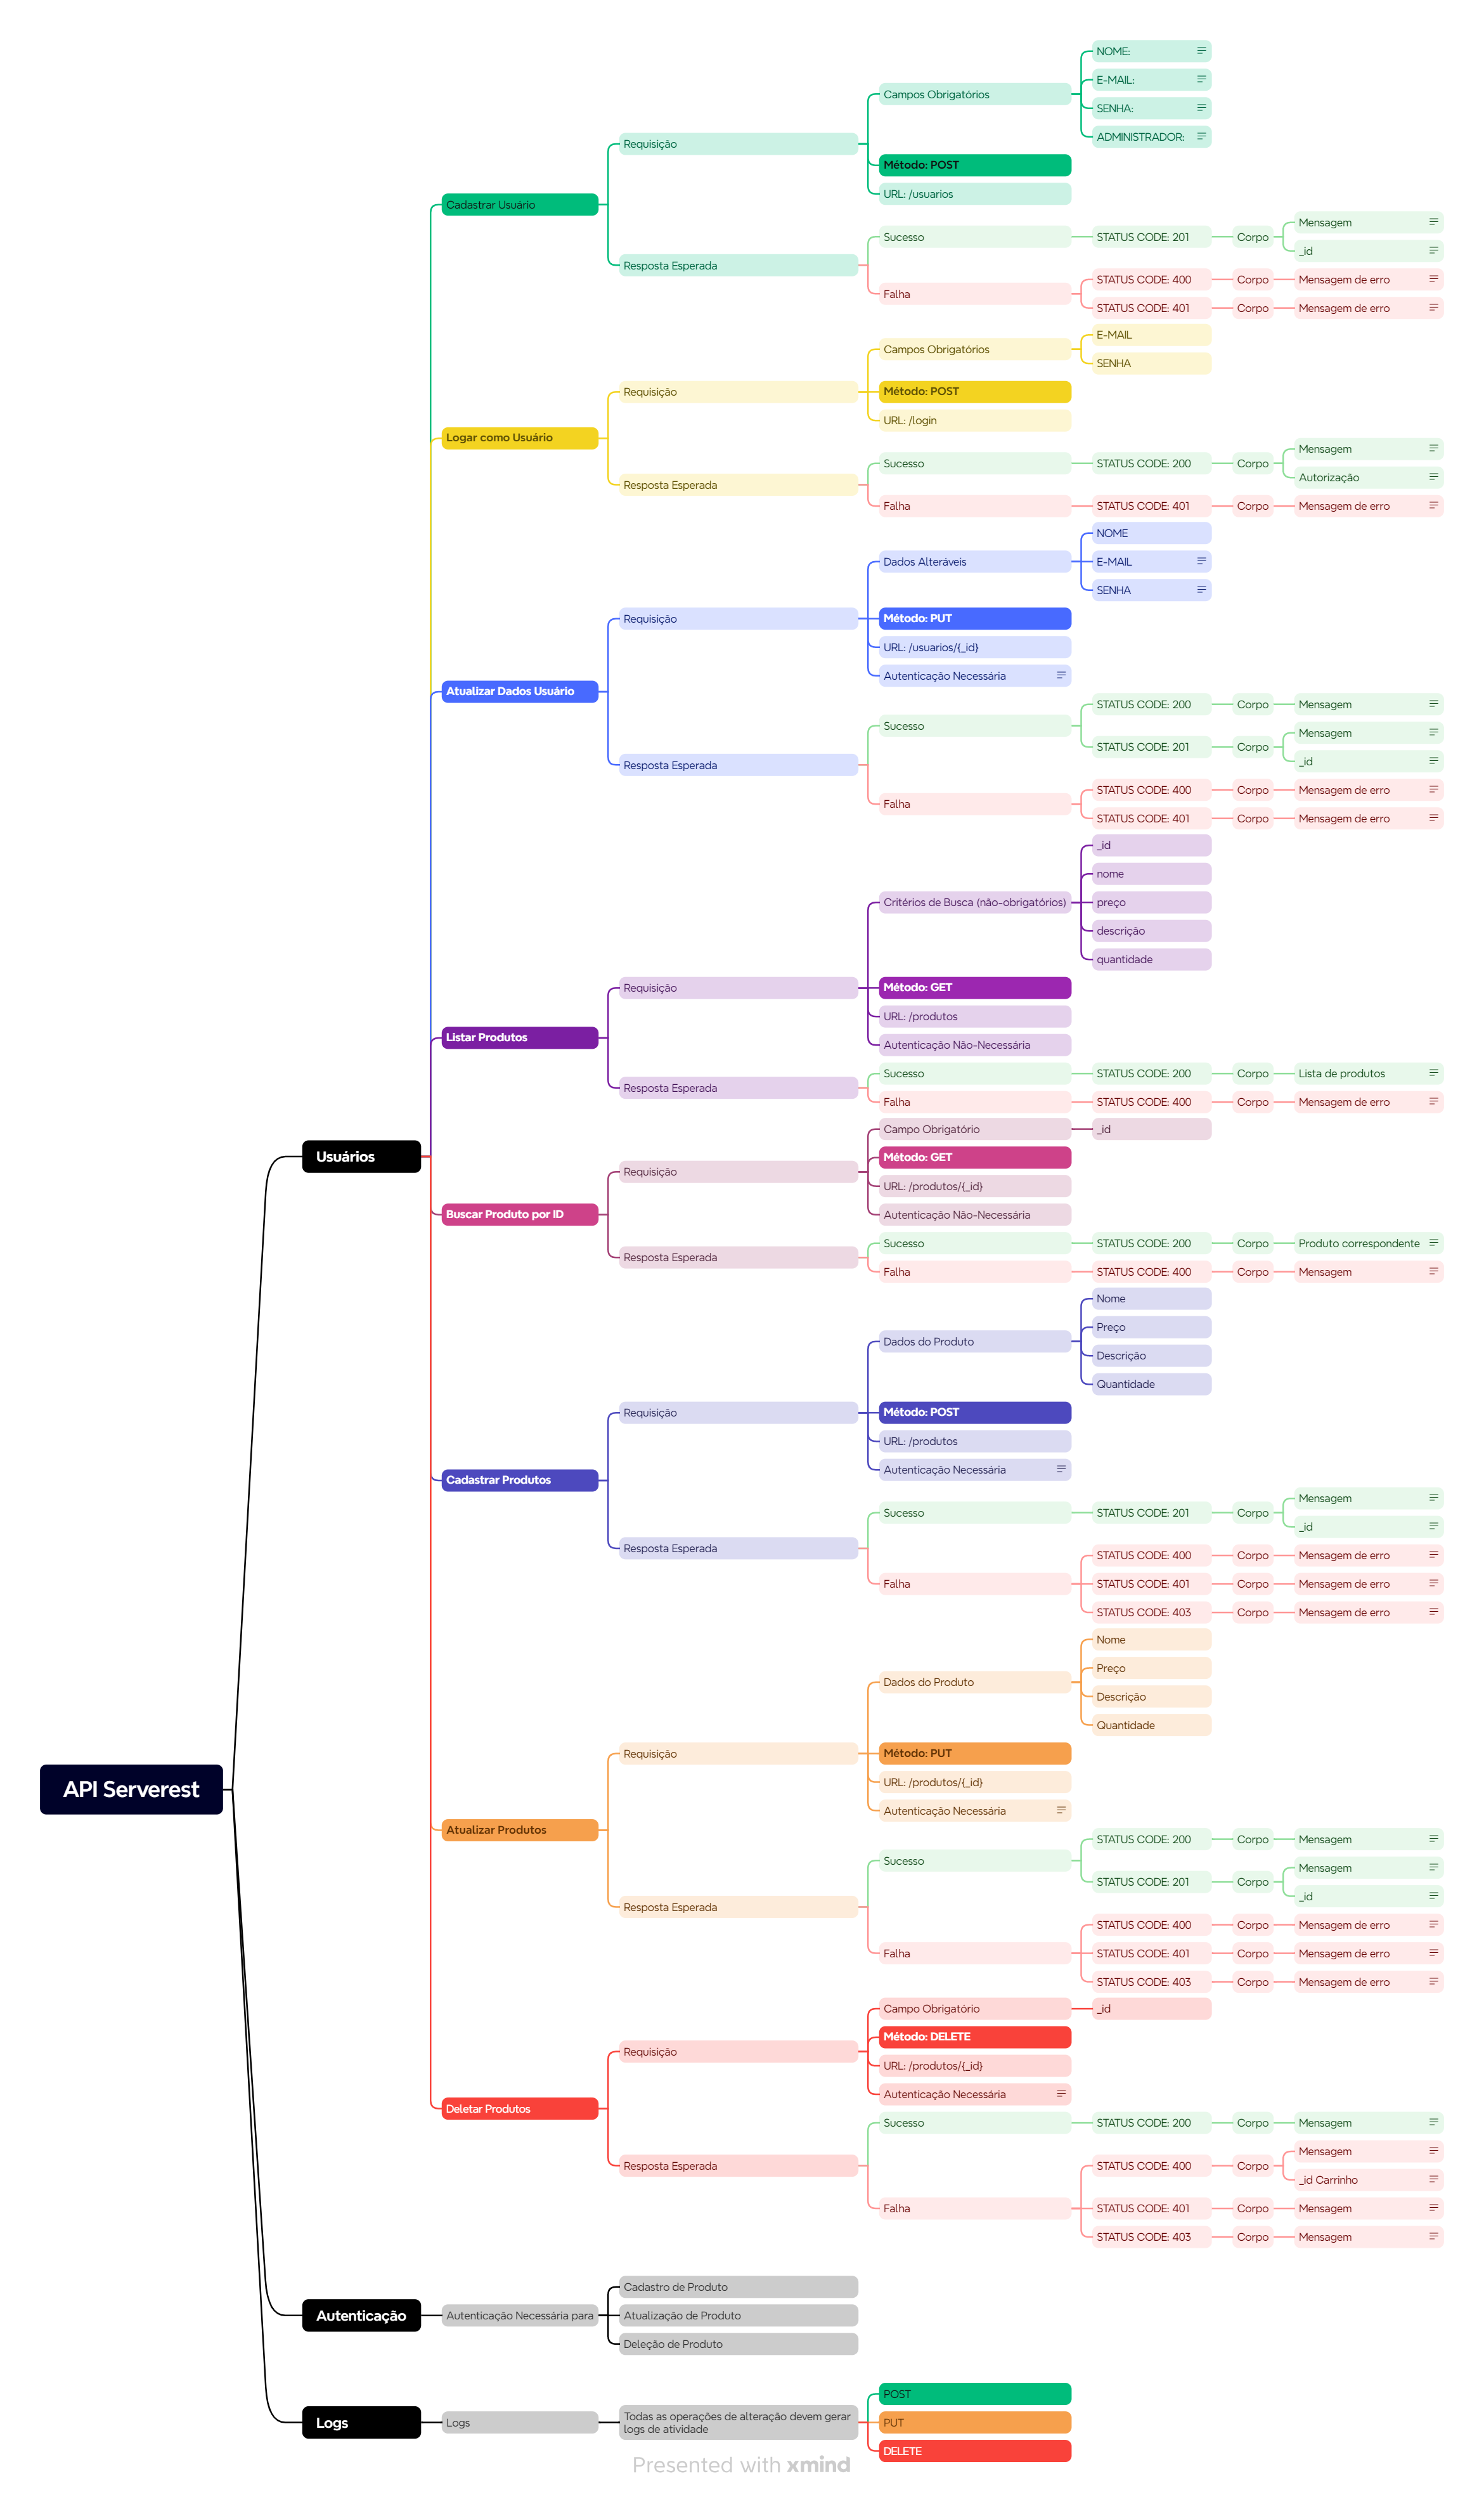 API Serverest
Usuários
Cadastrar Usuário
Requisição
Campos Obrigatórios
NOME:
E-MAIL:
SENHA:
ADMINISTRADOR:
Método: POST
URL: /usuarios
Resposta Esperada
Sucesso
STATUS CODE: 201
Corpo
Mensagem
_id
Falha
STATUS CODE: 400
Corpo
Mensagem de erro
STATUS CODE: 401
Corpo
Mensagem de erro
Logar como Usuário
Requisição
Campos Obrigatórios
E-MAIL
SENHA
Método: POST
URL: /login
Resposta Esperada
Sucesso
STATUS CODE: 200
Corpo
Mensagem
Autorização
Falha
STATUS CODE: 401
Corpo
Mensagem de erro
Atualizar Dados Usuário
Requisição
Dados Alteráveis
NOME
E-MAIL
SENHA
Método: PUT
URL: /usuarios/{_id}
Autenticação Necessária
Resposta Esperada
Sucesso
STATUS CODE: 200
Corpo
Mensagem
STATUS CODE: 201
Corpo
Mensagem
_id
Falha
STATUS CODE: 400
Corpo
Mensagem de erro
STATUS CODE: 401
Corpo
Mensagem de erro
Listar Produtos
Requisição
Critérios de Busca (não-obrigatórios)
_id
nome
preço
descrição
quantidade
Método: GET
URL: /produtos
Autenticação Não-Necessária
Resposta Esperada
Sucesso
STATUS CODE: 200
Corpo
Lista de produtos
Falha
STATUS CODE: 400
Corpo
Mensagem de erro
Buscar Produto por ID
Requisição
Campo Obrigatório
_id
Método: GET
URL: /produtos/{_id}
Autenticação Não-Necessária
Resposta Esperada
Sucesso
STATUS CODE: 200
Corpo
Produto correspondente
Falha
STATUS CODE: 400
Corpo
Mensagem
Cadastrar Produtos
Requisição
Dados do Produto
Nome
Preço
Descrição
Quantidade
Método: POST
URL: /produtos
Autenticação Necessária
Resposta Esperada
Sucesso
STATUS CODE: 201
Corpo
Mensagem
_id
Falha
STATUS CODE: 400
Corpo
Mensagem de erro
STATUS CODE: 401
Corpo
Mensagem de erro
STATUS CODE: 403
Corpo
Mensagem de erro
Atualizar Produtos
Requisição
Dados do Produto
Nome
Preço
Descrição
Quantidade
Método: PUT
URL: /produtos/{_id}
Autenticação Necessária
Resposta Esperada
Sucesso
STATUS CODE: 200
Corpo
Mensagem
STATUS CODE: 201
Corpo
Mensagem
_id
Falha
STATUS CODE: 400
Corpo
Mensagem de erro
STATUS CODE: 401
Corpo
Mensagem de erro
STATUS CODE: 403
Corpo
Mensagem de erro
Deletar Produtos
Requisição
Campo Obrigatório
_id
Método: DELETE
URL: /produtos/{_id}
Autenticação Necessária
Resposta Esperada
Sucesso
STATUS CODE: 200
Corpo
Mensagem
Falha
STATUS CODE: 400
Corpo
Mensagem
_id Carrinho
STATUS CODE: 401
Corpo
Mensagem
STATUS CODE: 403
Corpo
Mensagem
Autenticação
Autenticação Necessária para
Cadastro de Produto
Atualização de Produto
Deleção de Produto
Logs
Logs
Todas as operações de alteração devem gerar
logs de atividade
POST
PUT
DELETE
Presented with xmind